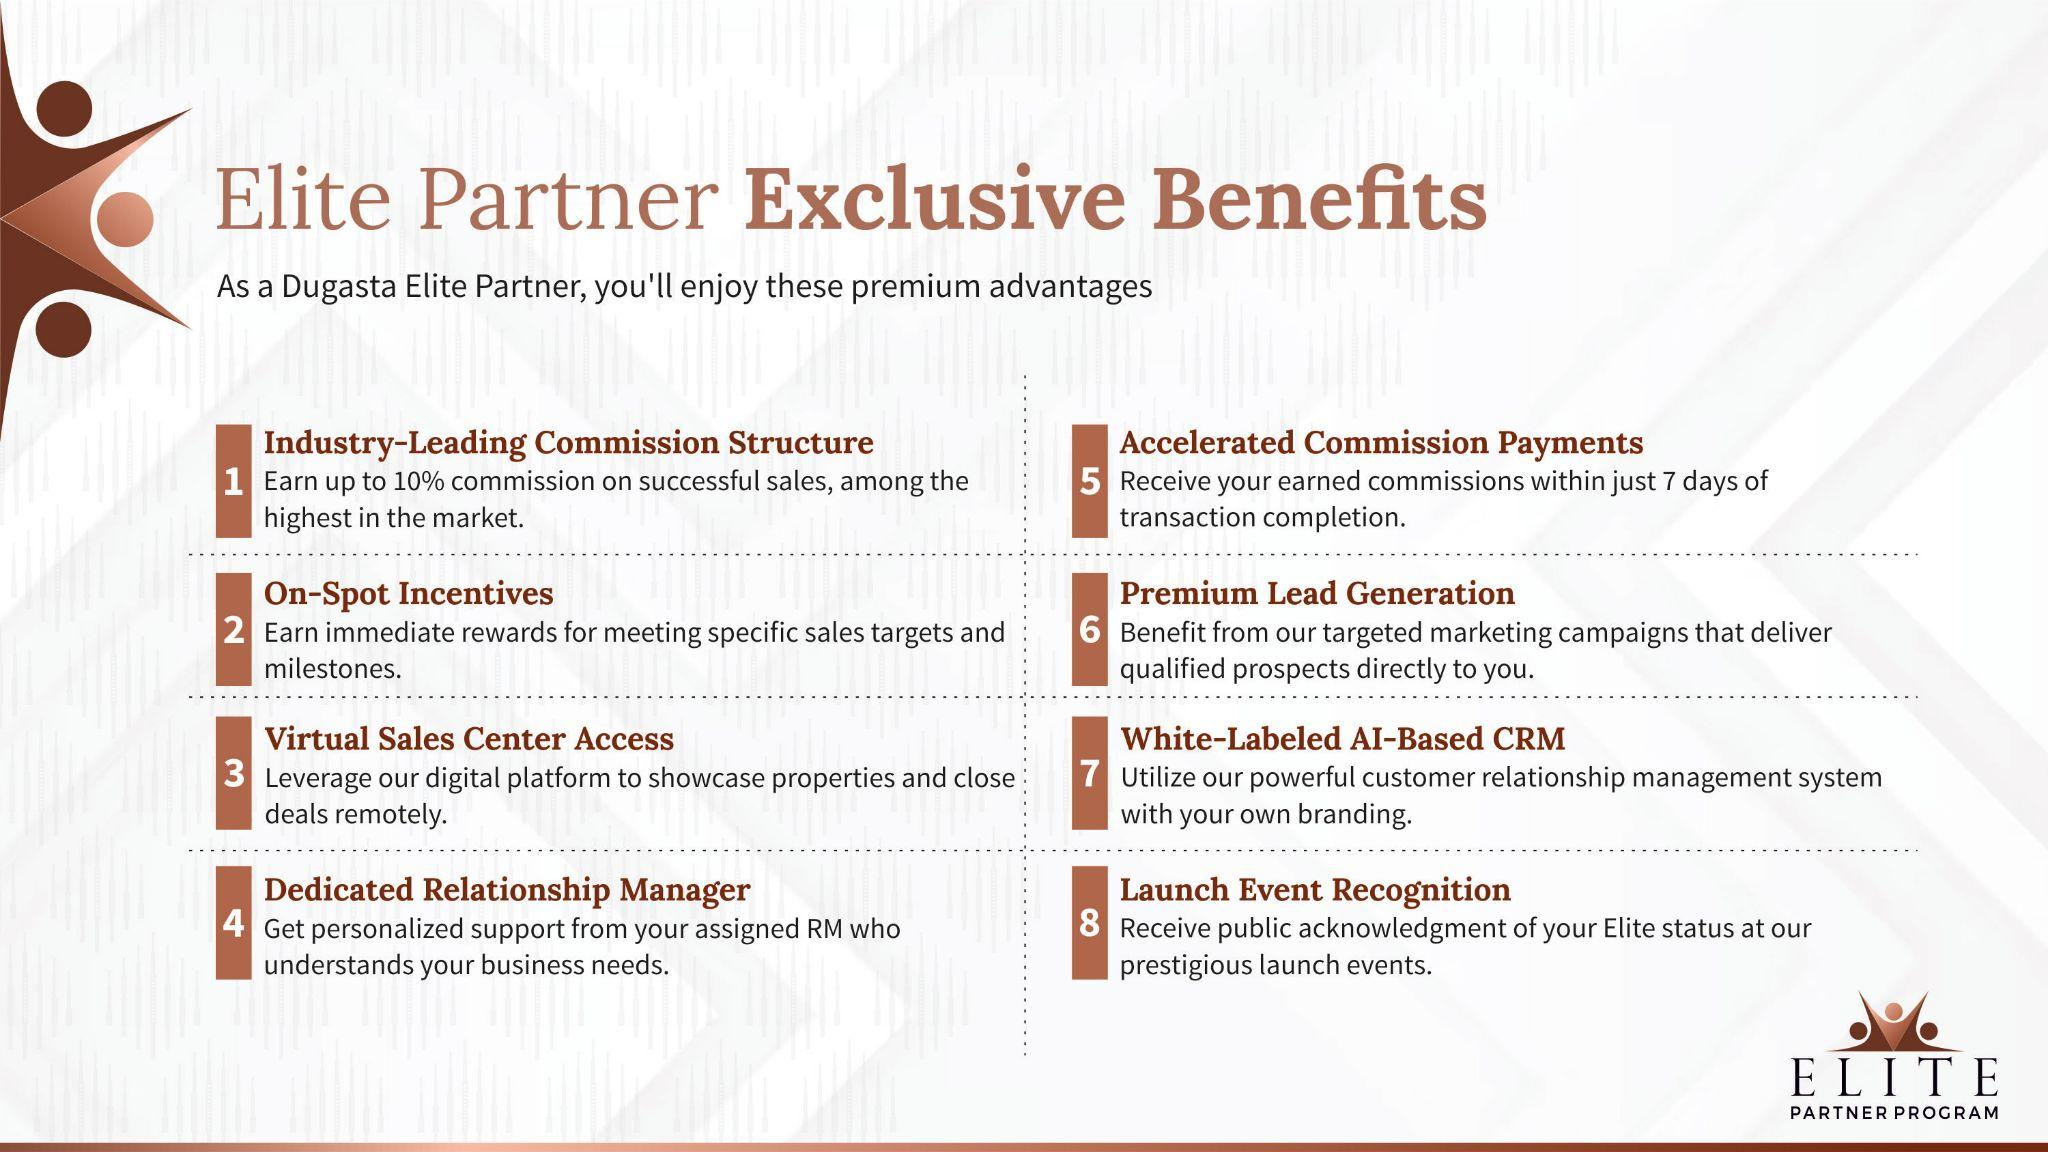 Elite Partner Exclusive Benefits
As a Dugasta Elite Partner, you'll enjoy these premium advantages
1
Industry-Leading Commission Structure
Earn up to 10% commission on successful sales, among the
highest in the market.
2
On-Spot Incentives
Earn immediate rewards for meeting specific sales targets and
milestones.
3
Virtual Sales Center Access
Leverage our digital platform to showcase properties and close
deals remotely.
4
Dedicated Relationship Manager
Get personalized support from your assigned RM who
understands your business needs.
5
Accelerated Commission Payments
Receive your earned commissions within just 7 days of
transaction completion.
6
Premium Lead Generation
Benefit from our targeted marketing campaigns that deliver
qualified prospects directly to you.
7
White-Labeled AI-Based CRM
Utilize our powerful customer relationship management system
with your own branding.
8
Launch Event Recognition
Receive public acknowledgment of your Elite status at our
prestigious launch events.
ELITE
PARTNER PROGRAM